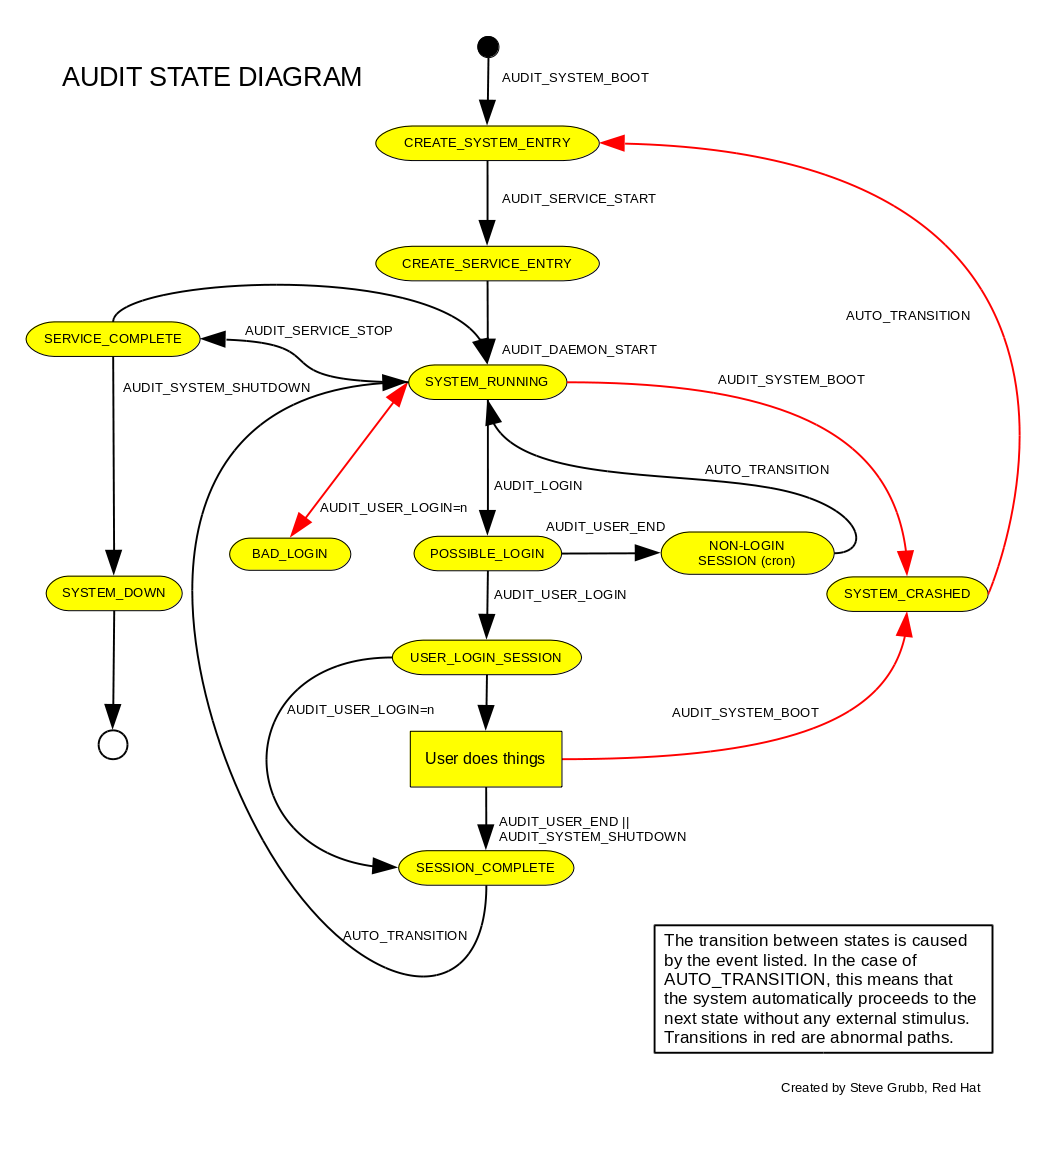 AUDIT STATE DIAGRAM
AUDIT_SYSTEM_BOOT
CREATE_SYSTEM_ENTRY
AUDIT_SERVICE_START
CREATE_SERVICE_ENTRY
AUTO_TRANSITION
AUDIT_SERVICE_STOP
SERVICE_COMPLETE
AUDIT_DAEMON_START
AUDIT_SYSTEM_SHUTDOWN
SYSTEM_RUNNING
AUDIT_SYSTEM_BOOT
AUTO_TRANSITION
AUDIT_LOGIN
AUDIT_USER_LOGIN=n
AUDIT_USER_END
BAD_LOGIN
POSSIBLE_LOGIN
NON-LOGIN
SESSION (cron)
SYSTEM_DOWN
AUDIT_USER_LOGIN
SYSTEM_CRASHED
USER_LOGIN_SESSION
AUDIT_USER_LOGIN=n
AUDIT_SYSTEM_BOOT
User does things
AUDIT_USER_END ||
AUDIT_SYSTEM_SHUTDOWN
SESSION_COMPLETE
AUTO_TRANSITION
The transition between states is caused
by the event listed. In the case of
AUTO_TRANSITION, this means that
the system automatically proceeds to the
next state without any external stimulus.
Transitions in red are abnormal paths.
Created by Steve Grubb, Red Hat